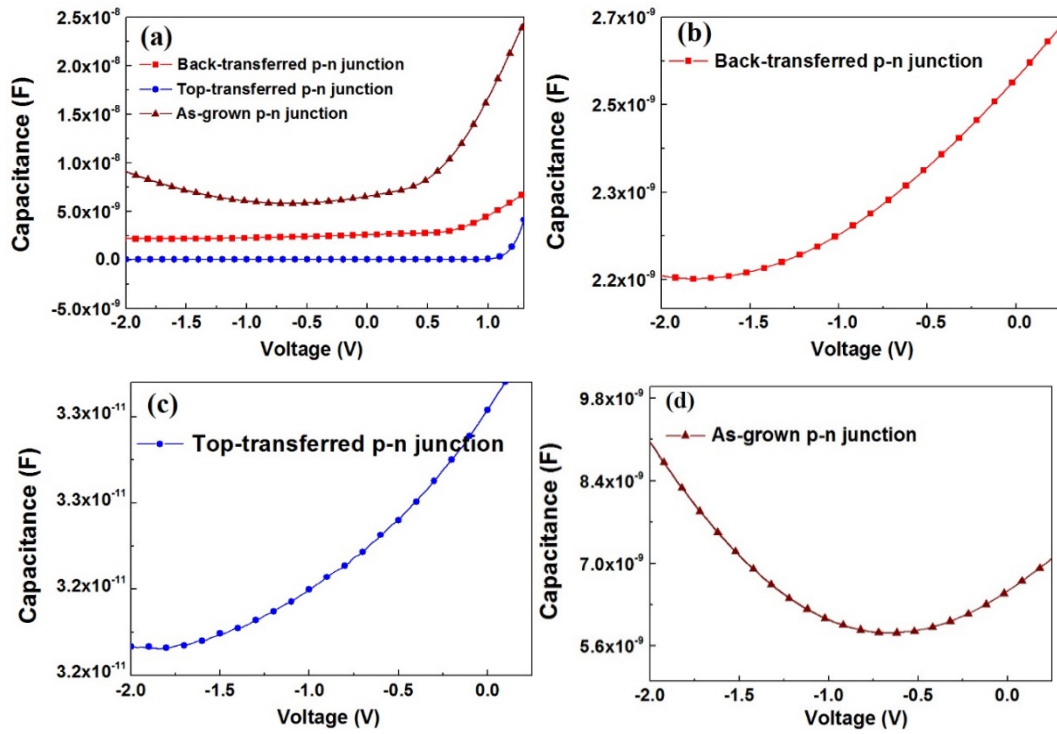 (a)
Back-transferred p-n junction
Top-transferred p-n junction
As-grown p-n junction
Capacitance (F)
2.5x10-8
2.0x10-8
1.5x10-8
1.0x10-8
5.0x10-9
0.0
-5.0x10-9
-2.0 -1.5 -1.0 -0.5 0.0 0.5 1.0
Voltage (V)
(b)
Back-transferred p-n junction
Capacitance (F)
2.7x10-9
2.5x10-9
2.3x10-9
2.2x10-9
-2.0 -1.5 -1.0 -0.5 0.0
Voltage (V)
(c)
Top-transferred p-n junction
Capacitance (F)
3.3x10-11
3.3x10-11
3.2x10-11
3.2x10-11
-2.0 -1.5 -1.0 -0.5 0.0
Voltage (V)
(d)
As-grown p-n junction
Capacitance (F)
9.8x10-9
8.4x10-9
7.0x10-9
5.6x10-9
-2.0 -1.5 -1.0 -0.5 0.0
Voltage (V)